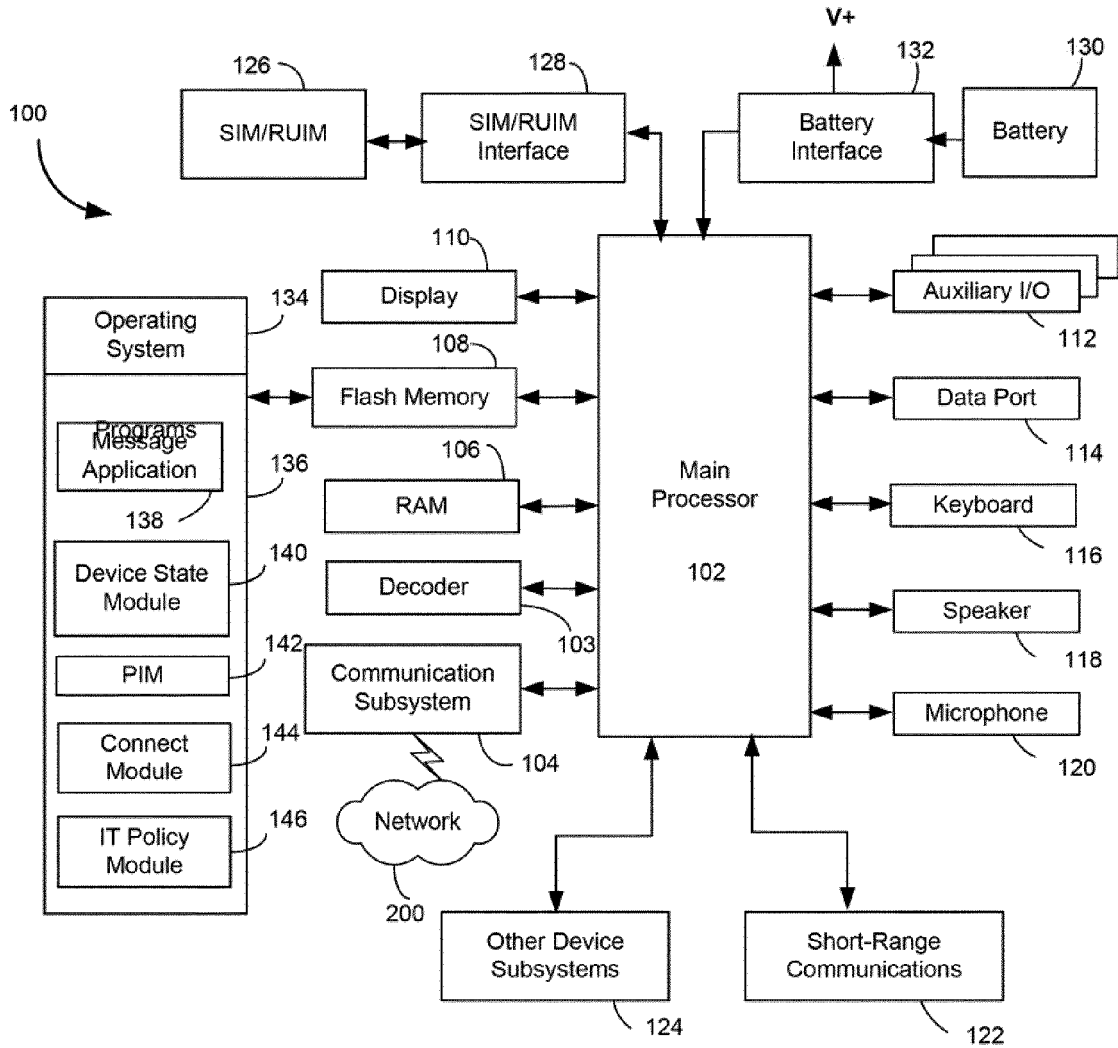 V+
126
128
132
130
100
SIM/RUIM
SIM/RUIM
Interface
Battery
Interface
Battery
110
Display
Auxiliary I/O
112
Operating
System
134
108
Flash Memory
Data Port
114
Programs
Message
Application
138
136
106
RAM
Main
Processor
102
Keyboard
116
Device State
Module
140
Decoder
103
Speaker
118
PIM
142
Communication
Subsystem
104
Microphone
120
Connect
Module
144
Network
200
IT Policy
Module
146
Other Device
Subsystems
124
Short-Range
Communications
122